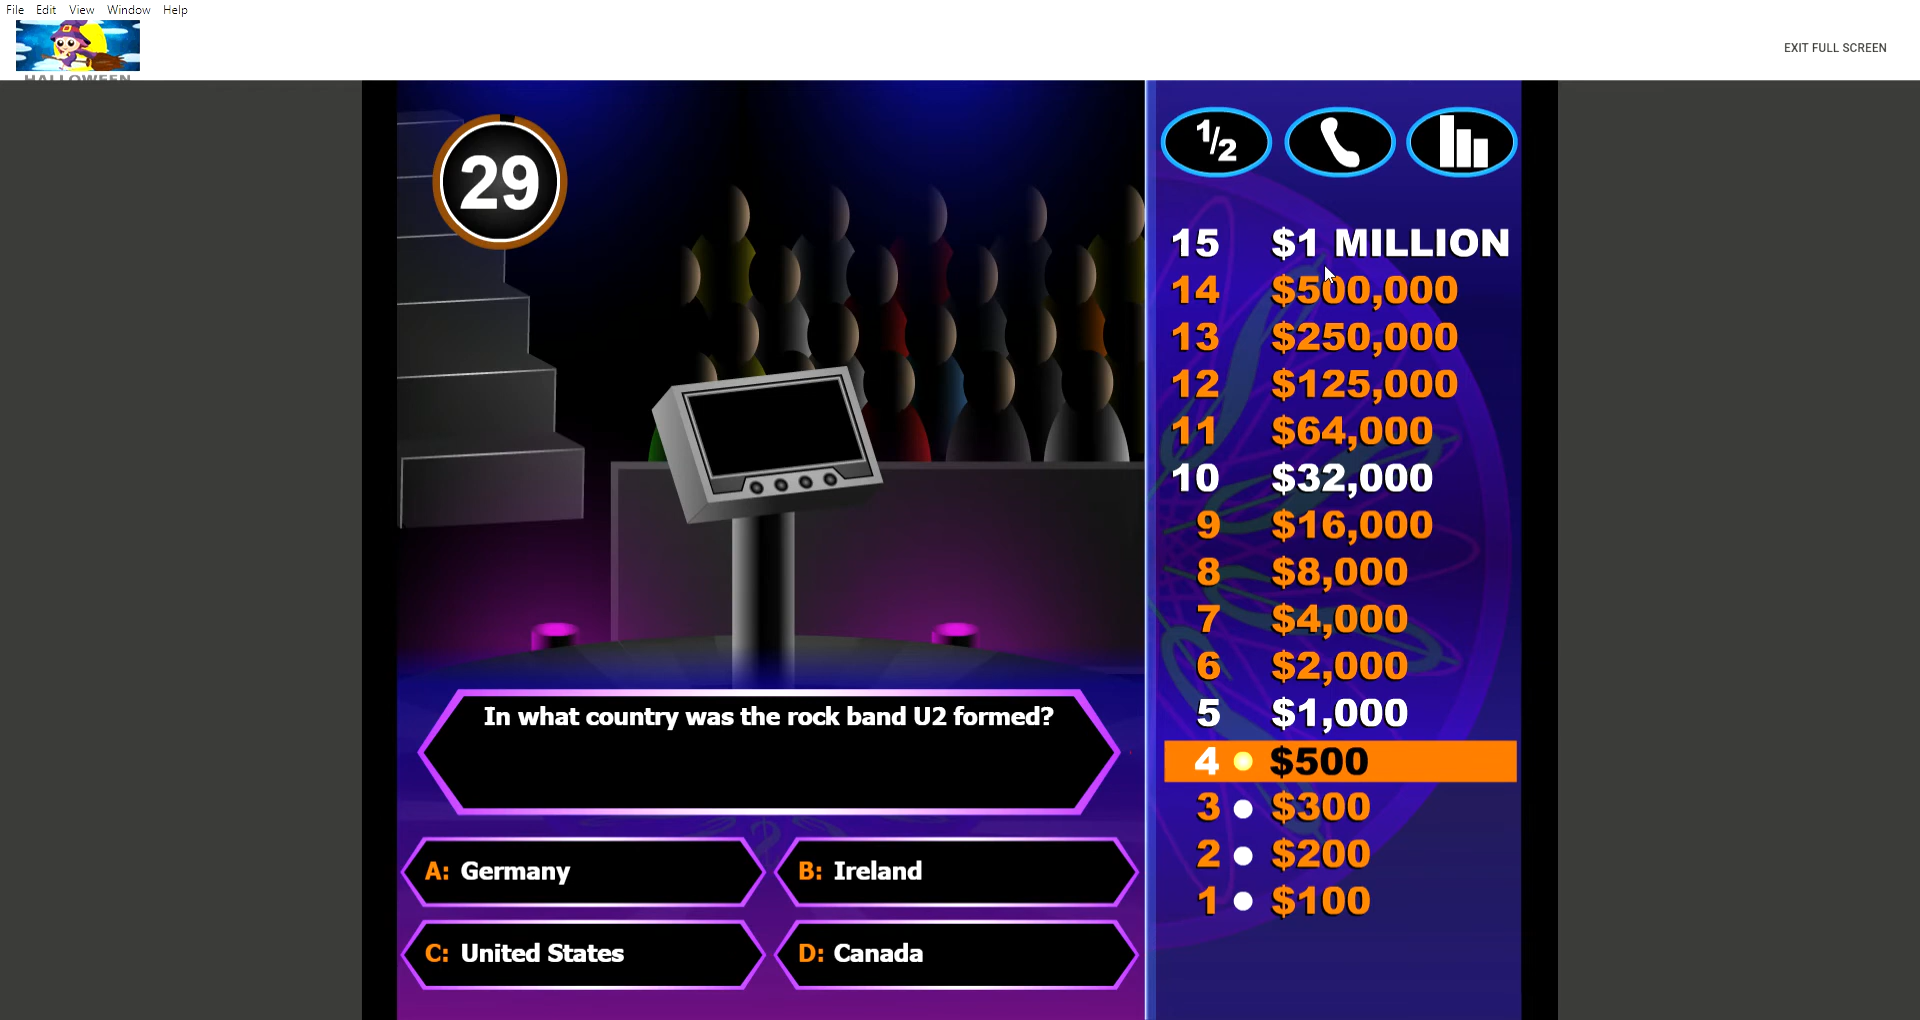 File Edit View Window Help
HALLOWEEN
EXIT FULL SCREEN
29
1/2
15 $1 MILLION
14 $500,000
13 $250,000
12 $125,000
11 $64,000
10 $32,000
9 $16,000
8 $8,000
7 $4,000
6 $2,000
5 $1,000
4 $500
3 $300
2 $200
1 $100
In what country was the rock band U2 formed?
A: Germany
B: Ireland
C: United States
D: Canada